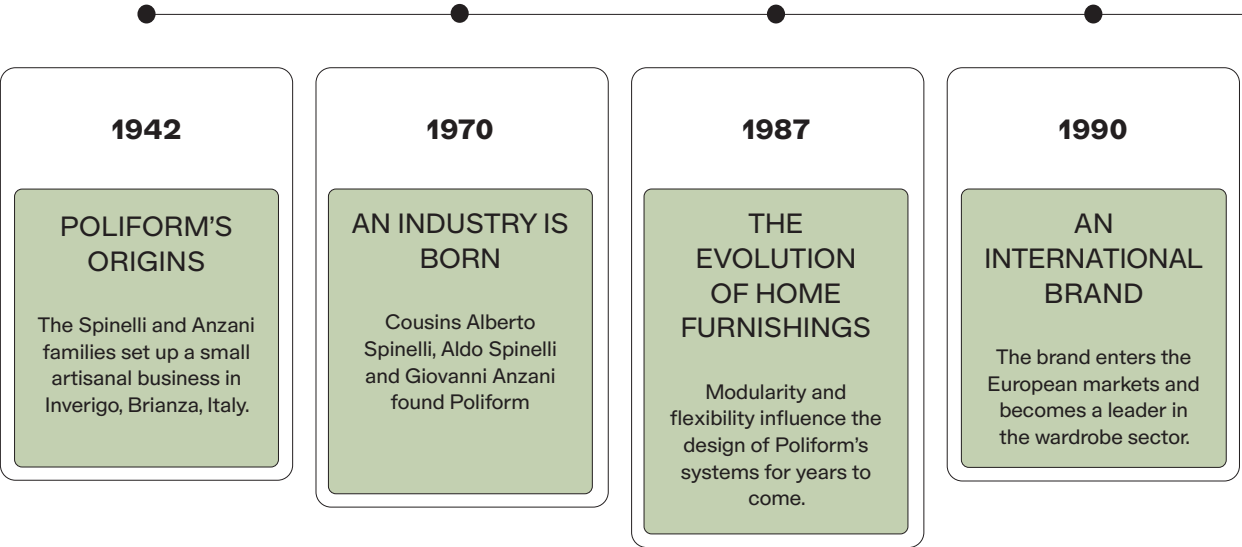 1942
POLIFORM’S
ORIGINS
The Spinelli and Anzani
families set up a small
artisanal business in
Inverigo, Brianza, Italy.
1970
AN INDUSTRY IS
BORN
Cousins Alberto
Spinelli, Aldo Spinelli
and Giovanni Anzani
found Poliform
1987
THE
EVOLUTION
OF HOME
FURNISHINGS
Modularity and
flexibility influence the
design of Poliform’s
systems for years to
come.
1990
AN
INTERNATIONAL
BRAND
The brand enters the
European markets and
becomes a leader in
the wardrobe sector.